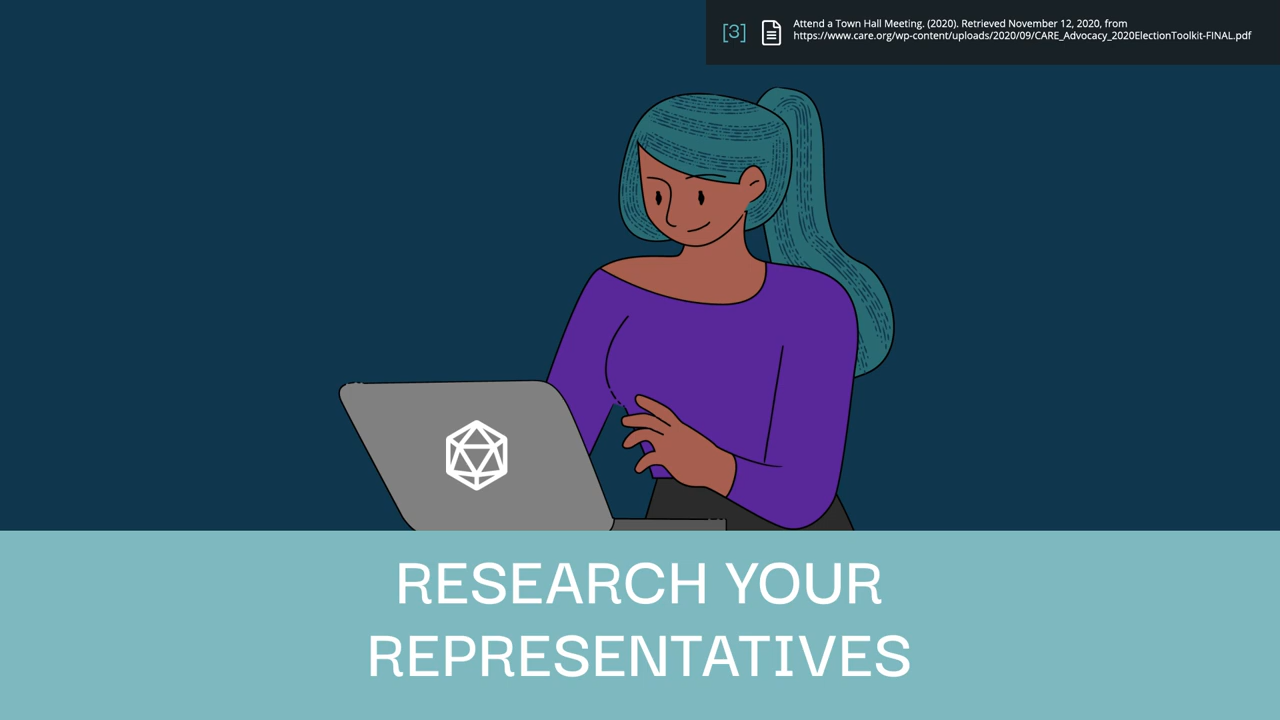 [3]
Attend a Town Hall Meeting. (2020). Retrieved November 12, 2020, from
https://www.care.org/wp-content/uploads/2020/09/CARE_Advocacy_2020ElectionToolkit-FINAL.pdf
RESEARCH YOUR
REPRESENTATIVES